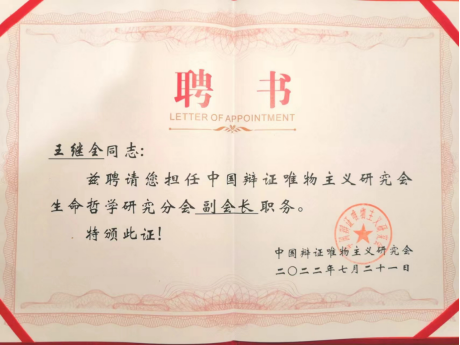 聘书
LETTER OF APPOINTMENT
王继全同志:
兹聘请您担任中国辩证唯物主义研究会
生命哲学研究分会副会长职务。
特颁此证!
中国辩证唯物主义研究会
二〇二二年七月二十一日